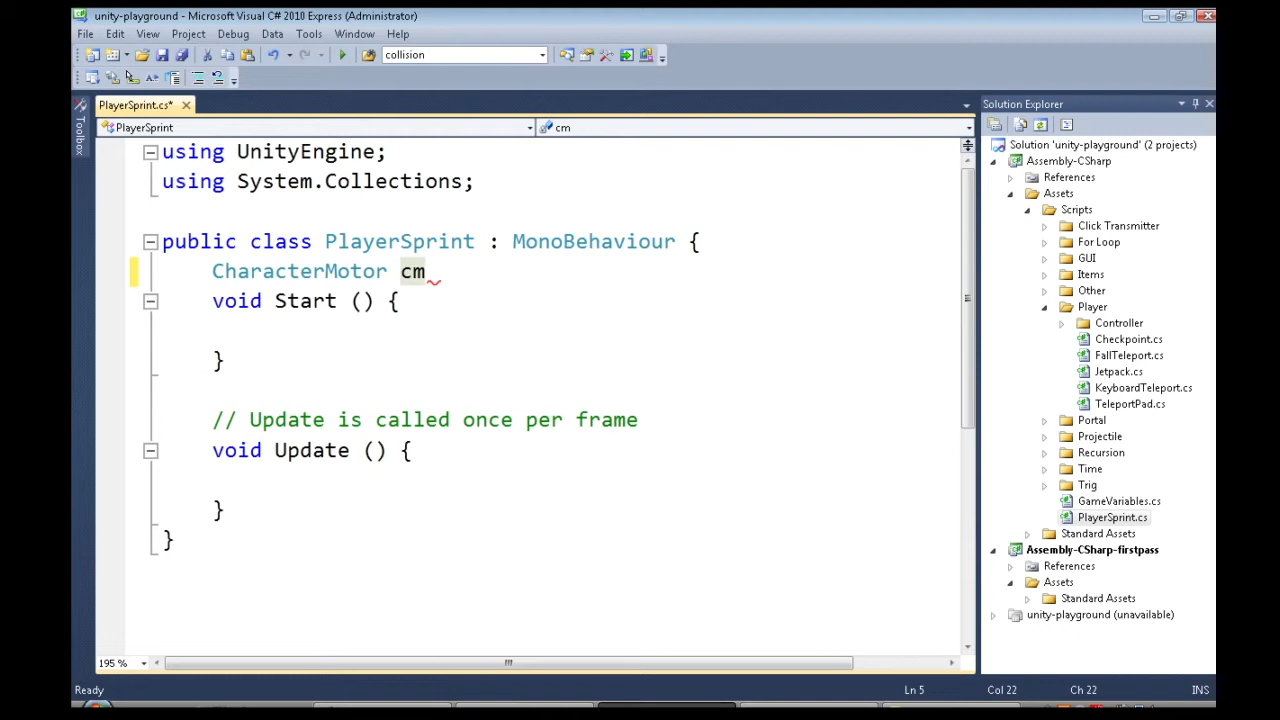 unity-playground - Microsoft Visual C# 2010 Express (Administrator)
File Edit View Project Debug Data Tools Window Help
collision
PlayerSprint.cs*
Solution Explorer
Toolbox
PlayerSprint
cm
using UnityEngine;
using System.Collections;
public class PlayerSprint : MonoBehaviour {
CharacterMotor cm
void Start () {
}
// Update is called once per frame
void Update () {
}
}
195 %
Solution 'unity-playground' (2 projects)
Assembly-CSharp
References
Assets
Scripts
Click Transmitter
For Loop
GUI
Items
Other
Player
Controller
Checkpoint.cs
FallTeleport.cs
Jetpack.cs
KeyboardTeleport.cs
TeleportPad.cs
Portal
Projectile
Recursion
Time
Trig
GameVariables.cs
PlayerSprint.cs
Standard Assets
Assembly-CSharp-firstpass
References
Assets
Standard Assets
unity-playground (unavailable)
Ready
Ln 5 Col 22 Ch 22 INS